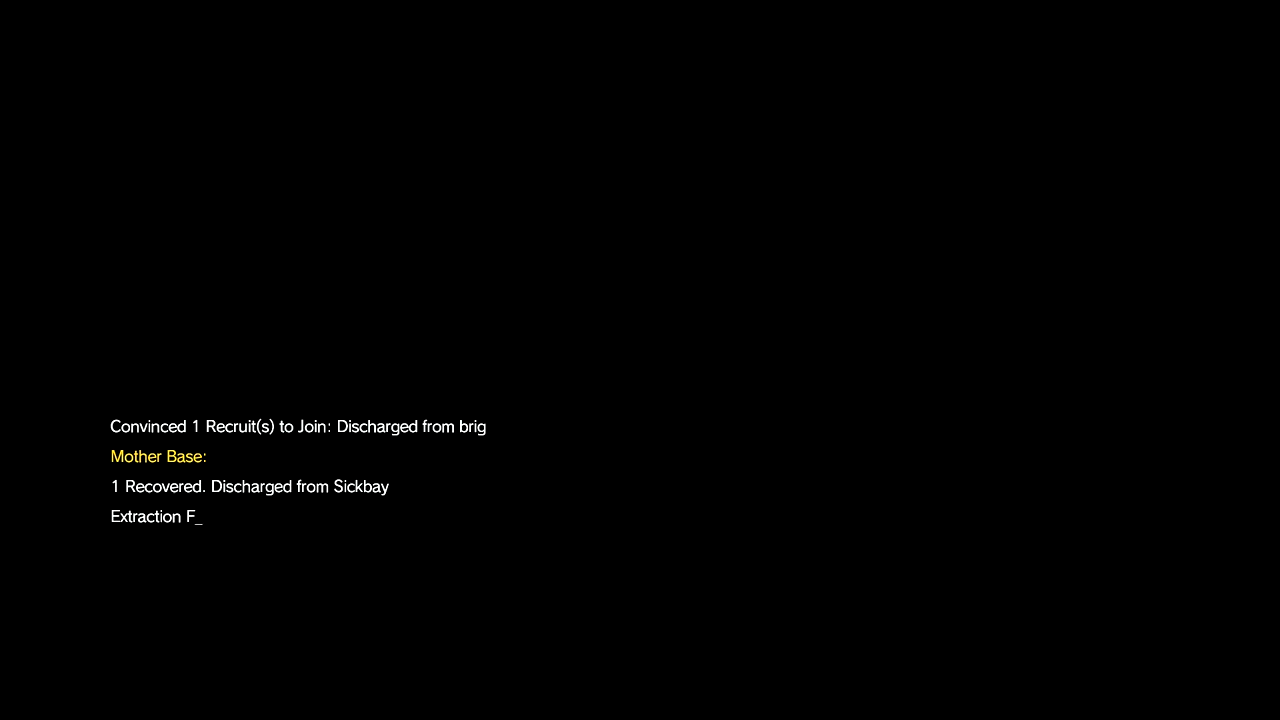 Convinced 1 Recruit(s) to Join: Discharged from brig
Mother Base:
1 Recovered. Discharged from Sickbay
Extraction F_